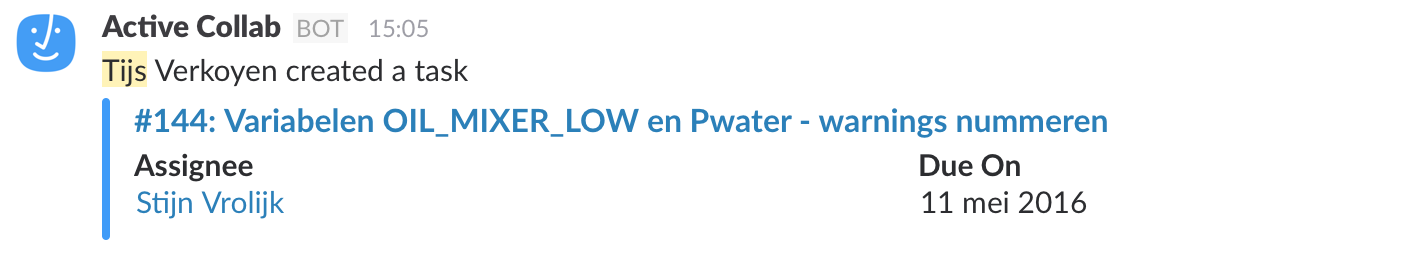 Active Collab BOT 15:05
Tijs Verkoyen created a task
#144: Variabelen OIL_MIXER_LOW en Pwater - warnings nummeren
Assignee Due On
Stijn Vrolijk 11 mei 2016